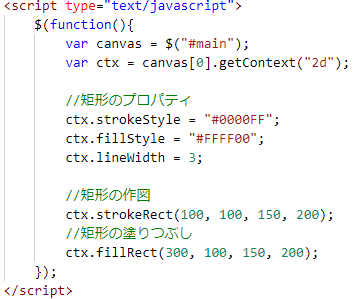 <script type="text/javascript">
    $(function(){
        var canvas = $("#main");
        var ctx = canvas[0].getContext("2d");

        //矩形のプロパティ
        ctx.strokeStyle = "#0000FF";
        ctx.fillStyle = "#FFFF00";
        ctx.lineWidth = 3;

        //矩形の作図
        ctx.strokeRect(100, 100, 150, 200);
        //矩形の塗りつぶし
        ctx.fillRect(300, 100, 150, 200);
    });
</script>